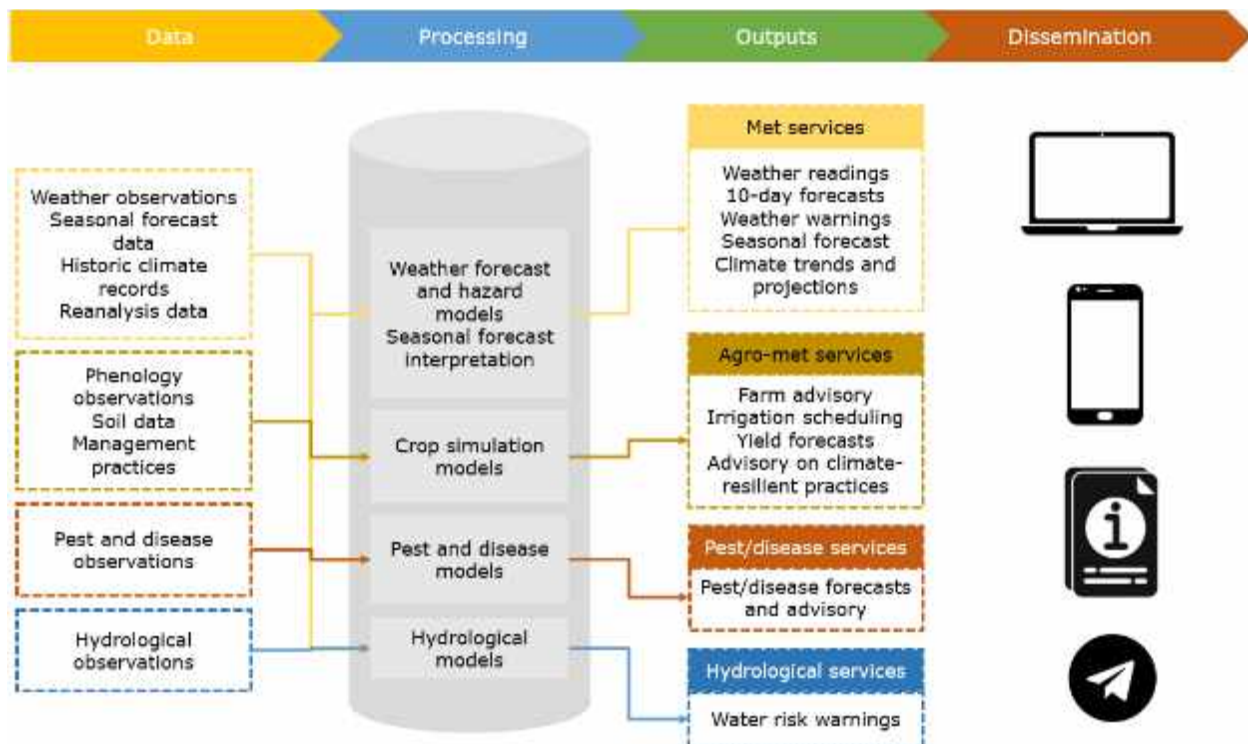 Data
Processing
Outputs
Dissemination
Weather observations
Seasonal forecast
data
Historic climate
records
Reanalysis data
Phenology
observations
Soil data
Management
practices
Pest and disease
observations
Hydrological
observations
Weather forecast
and hazard
models
Seasonal forecast
interpretation
Crop simulation
models
Pest and disease
models
Hydrological
models
Met services
Weather readings
10-day forecasts
Weather warnings
Seasonal forecast
Climate trends and
projections
Agro-met services
Farm advisory
Irrigation scheduling
Yield forecasts
Advisory on climate-
resilient practices
Pest/disease services
Pest/disease forecasts
and advisory
Hydrological services
Water risk warnings
i